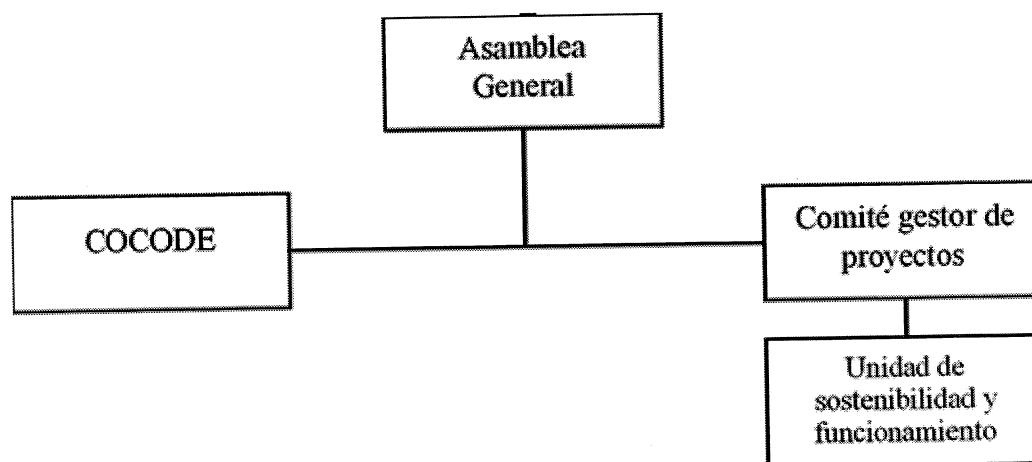 Asamblea
General
COCODE
Comité gestor de
proyectos
Unidad de
sostenibilidad y
funcionamiento